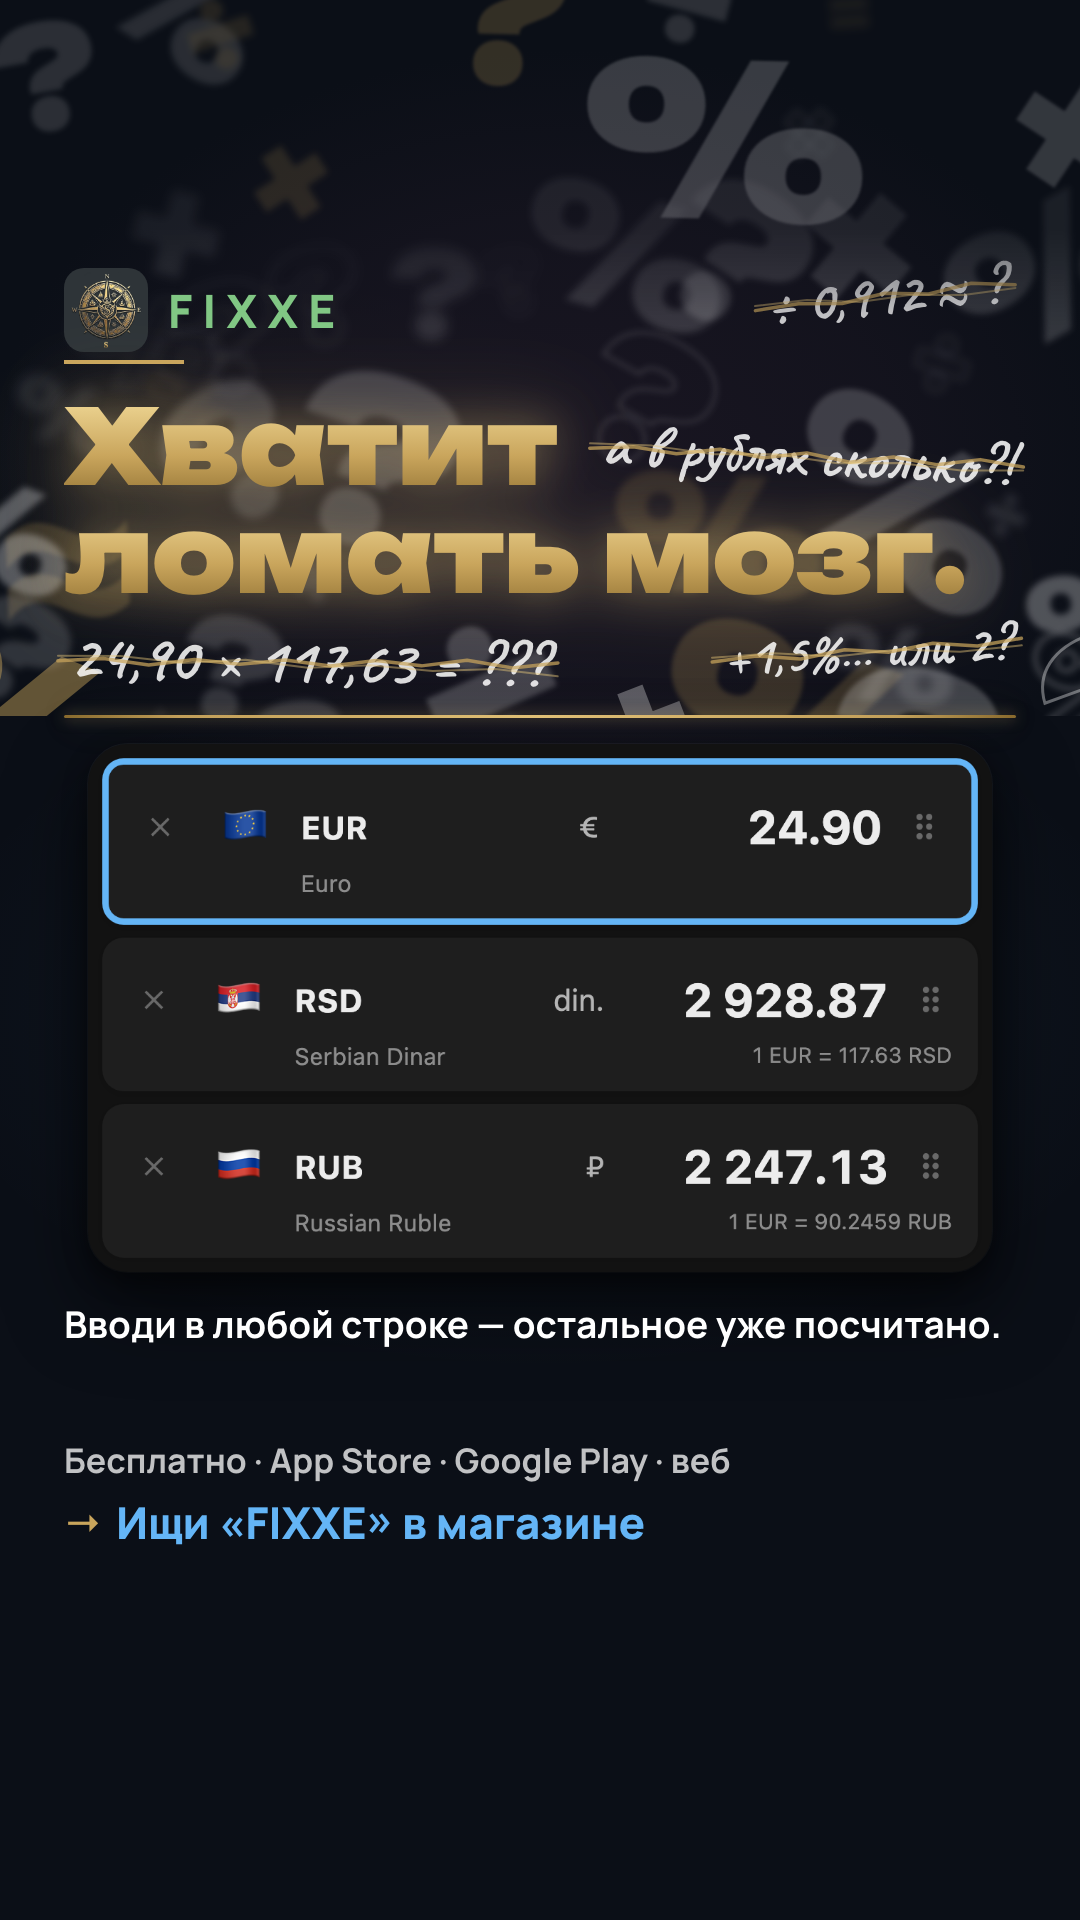 FIXXE
÷ 0,912 ≈ ?
Хватит
а в рублях сколько?!
ломать мозг.
24,90 × 117,63 = ???
+1,5%... или 2?
EUR € 24.90
Euro
RSD din. 2 928.87
Serbian Dinar 1 EUR = 117.63 RSD
RUB ₽ 2 247.13
Russian Ruble 1 EUR = 90.2459 RUB
Вводи в любой строке — остальное уже посчитано.
Бесплатно · App Store · Google Play · веб
→ Ищи «FIXXE» в магазине